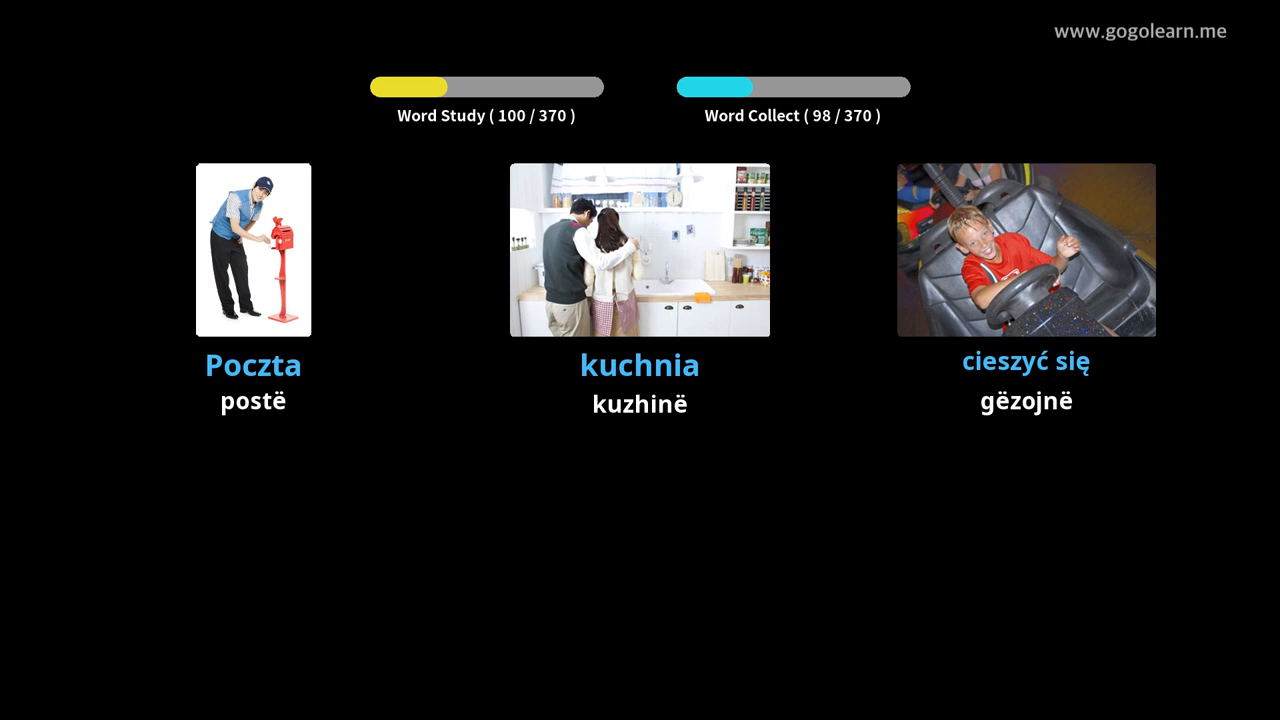 www.gogolearn.me
Word Study ( 100 / 370 )
Word Collect ( 98 / 370 )
Poczta
postë
kuchnia
kuzhinë
cieszyć się
gëzojnë